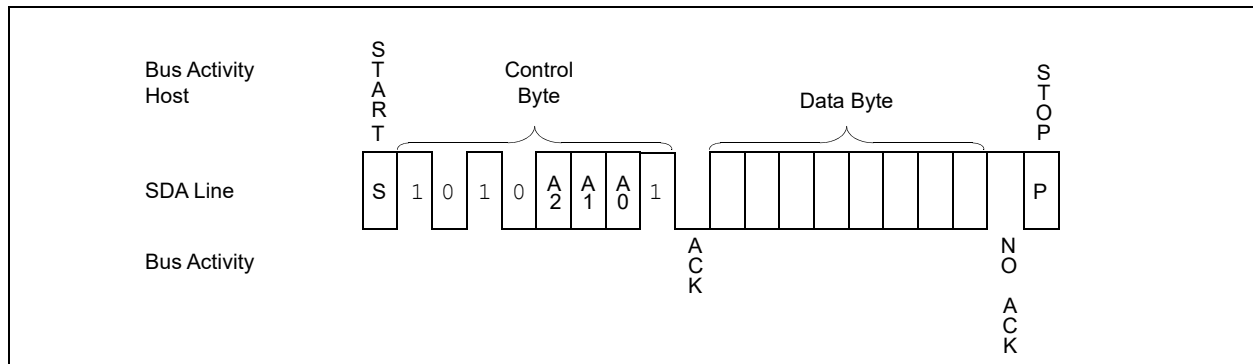 Bus Activity
Host
START
Control
Byte
Data Byte
STOP
SDA Line
S 1 0 1 0 A2 A1 A0 1 P
Bus Activity
ACK
NO ACK